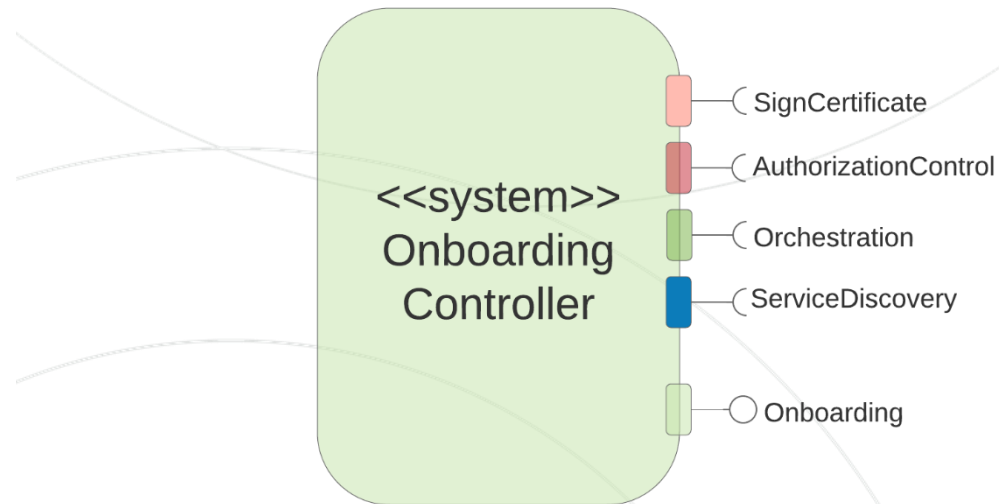 <<system>>
Onboarding
Controller
SignCertificate
AuthorizationControl
Orchestration
ServiceDiscovery
Onboarding